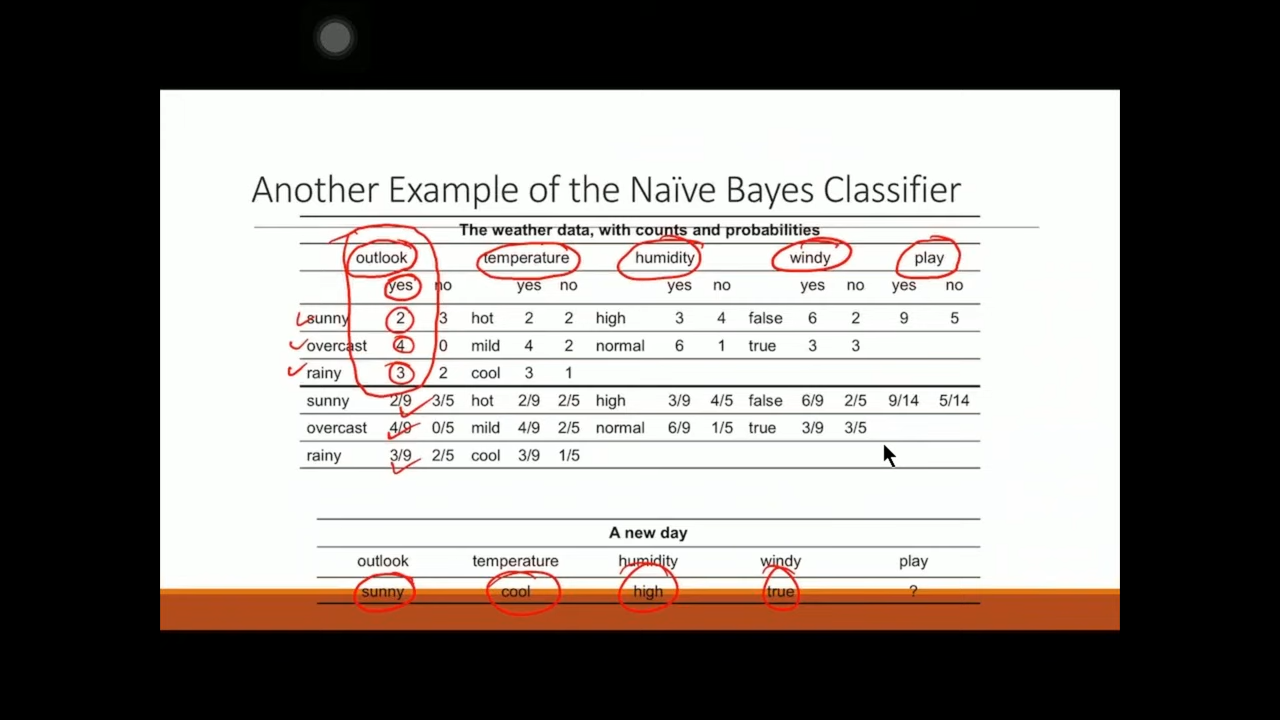 Another Example of the Naïve Bayes Classifier
The weather data, with counts and probabilities
outlook temperature humidity windy play
yes no yes no yes no yes no yes no
sunny 2 3 hot 2 2 high 3 4 false 6 2 9 5
overcast 4 0 mild 4 2 normal 6 1 true 3 3
rainy 3 2 cool 3 1
sunny 2/9 3/5 hot 2/9 2/5 high 3/9 4/5 false 6/9 2/5 9/14 5/14
overcast 4/9 0/5 mild 4/9 2/5 normal 6/9 1/5 true 3/9 3/5
rainy 3/9 2/5 cool 3/9 1/5
A new day
outlook temperature humidity windy play
sunny cool high true ?